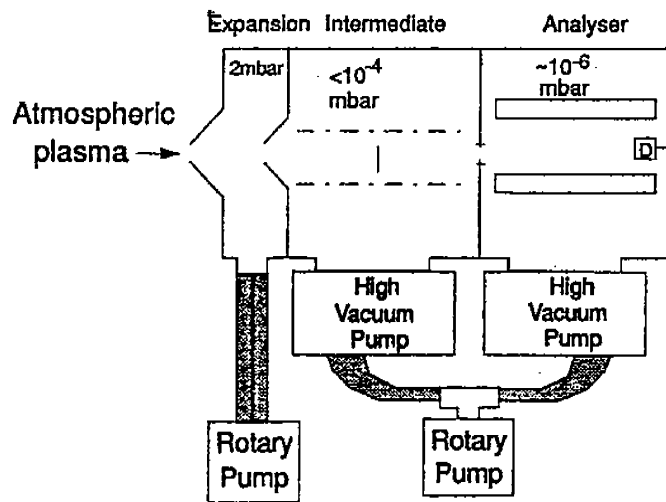 Expansion Intermediate Analyser
2mbar
<10⁻⁴
mbar
~10⁻⁶
mbar
Atmospheric
plasma
D
High
Vacuum
Pump
High
Vacuum
Pump
Rotary
Pump
Rotary
Pump